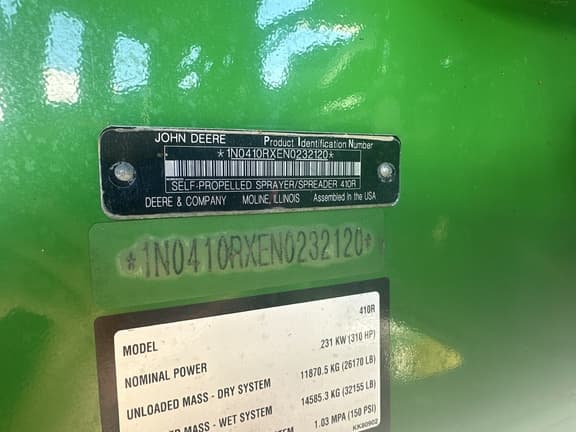 JOHN DEERE Product Identification Number
*1N0410RXEN0232120*
SELF-PROPELLED SPRAYER/SPREADER 410R
DEERE & COMPANY MOLINE, ILLINOIS Assembled in the USA
*1N0410RXEN0232120*
MODEL 410R
NOMINAL POWER 231 KW (310 HP)
UNLOADED MASS - DRY SYSTEM 11870.5 KG (26170 LB)
MASS - WET SYSTEM 14585.3 KG (32155 LB)
1.03 MPA (150 PSI)
KK80902